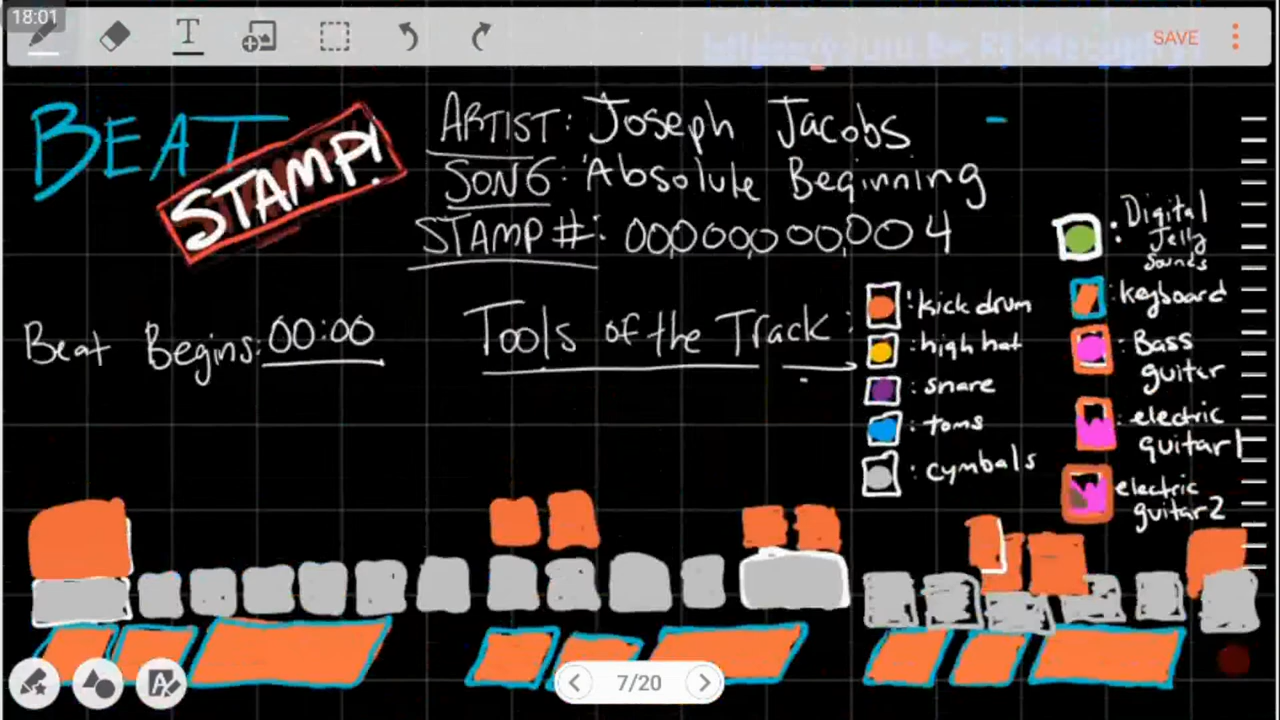 18:01
T
SAVE
BEAT
STAMP!
ARTIST: Joseph Jacobs
SONG: 'Absolute Beginning
STAMP #: 00,000,000,004
Beat Begins: 00:00
Tools of the Track:
: kick drum
: high hat
: snare
: toms
: cymbals
: Digital
Jelly
Sounds
: keyboard
: Bass
guitar
: electric
guitar 1
electric
guitar 2
7/20